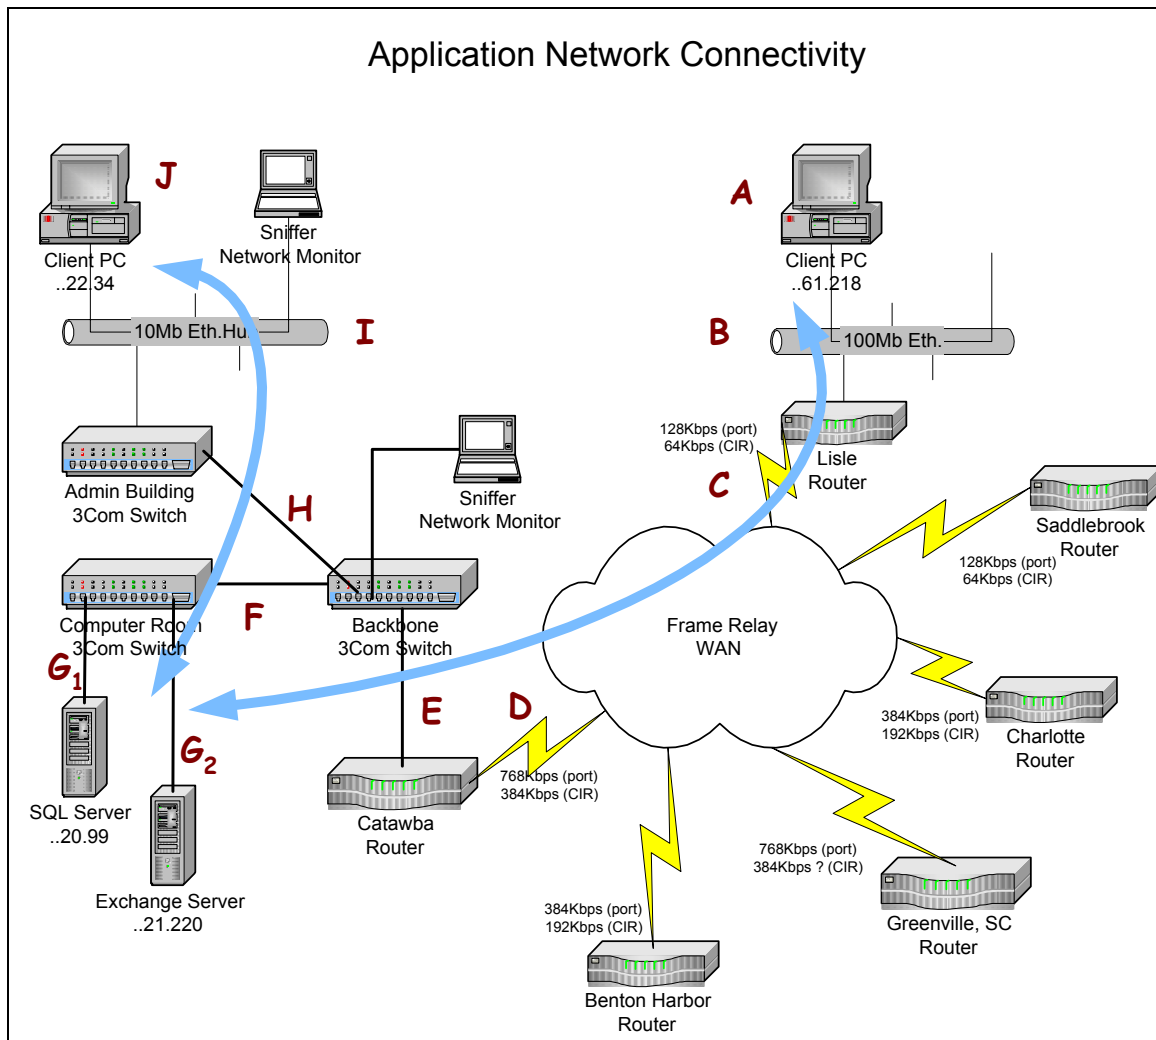 Application Network Connectivity
J
A
Client PC
..22.34
Sniffer
Network Monitor
Client PC
..61.218
10Mb Eth.Hub
I
B
100Mb Eth.
128Kbps (port)
64Kbps (CIR)
C
Lisle
Router
Admin Building
3Com Switch
H
Sniffer
Network Monitor
Saddlebrook
Router
128Kbps (port)
64Kbps (CIR)
Computer Room
3Com Switch
F
Backbone
3Com Switch
Frame Relay
WAN
G1
E
D
G2
384Kbps (port)
192Kbps (CIR)
Charlotte
Router
768Kbps (port)
384Kbps (CIR)
SQL Server
..20.99
Catawba
Router
768Kbps (port)
384Kbps ? (CIR)
Exchange Server
..21.220
384Kbps (port)
192Kbps (CIR)
Greenville, SC
Router
Benton Harbor
Router